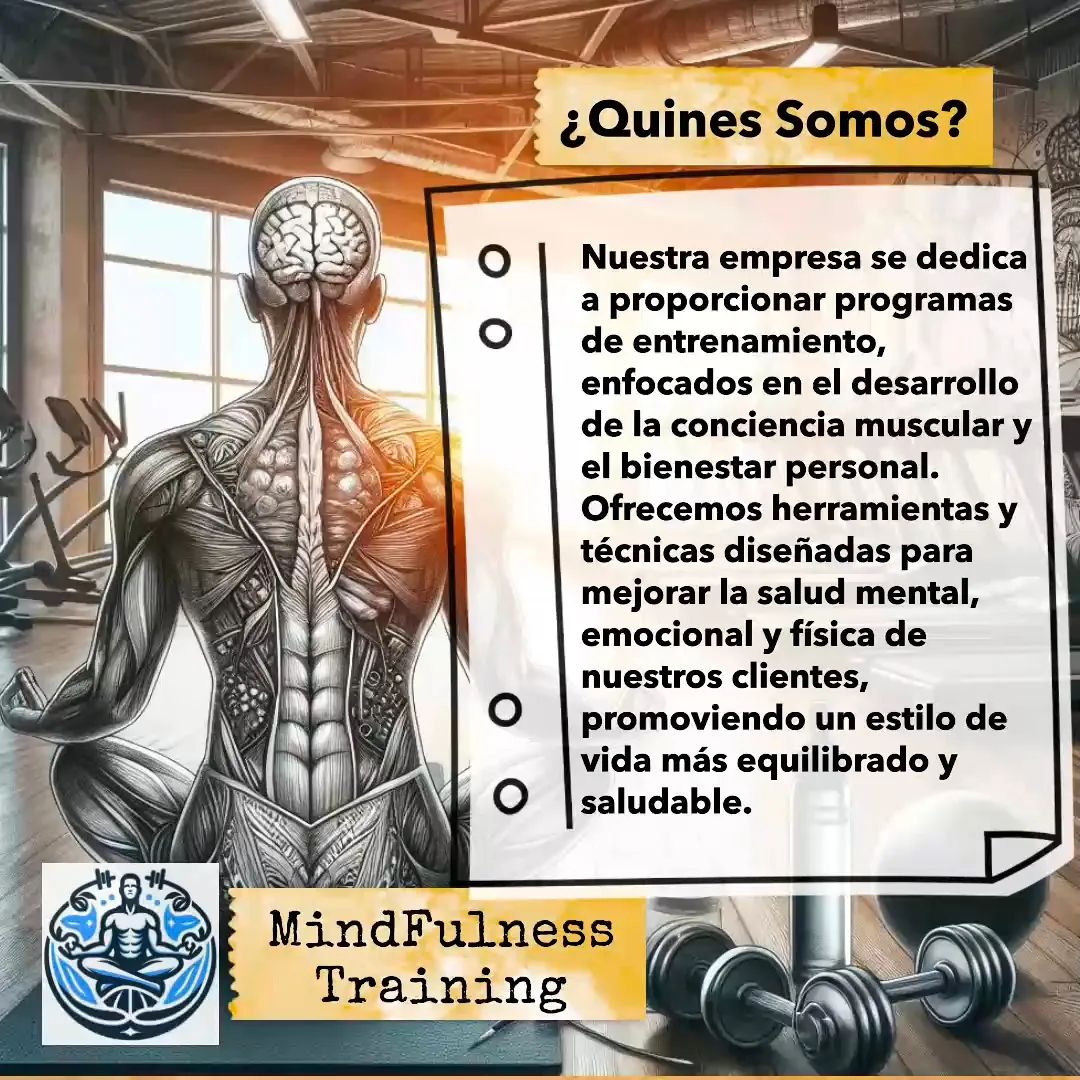 ¿Quines Somos?
Nuestra empresa se dedica
a proporcionar programas
de entrenamiento,
enfocados en el desarrollo
de la conciencia muscular y
el bienestar personal.
Ofrecemos herramientas y
técnicas diseñadas para
mejorar la salud mental,
emocional y física de
nuestros clientes,
promoviendo un estilo de
vida más equilibrado y
saludable.
MindFulness
Training